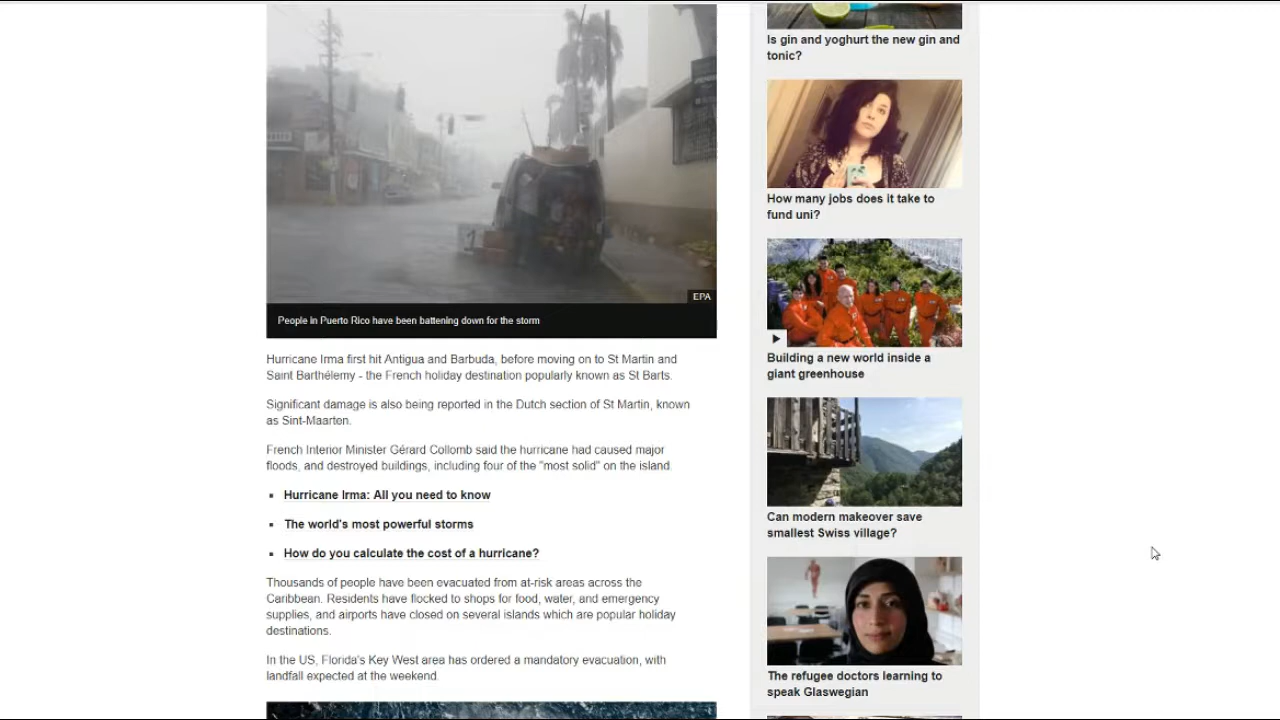 EPA
People in Puerto Rico have been battening down for the storm
Hurricane Irma first hit Antigua and Barbuda, before moving on to St Martin and
Saint Barthélemy - the French holiday destination popularly known as St Barts.
Significant damage is also being reported in the Dutch section of St Martin, known
as Sint-Maarten.
French Interior Minister Gérard Collomb said the hurricane had caused major
floods, and destroyed buildings, including four of the "most solid" on the island.
Hurricane Irma: All you need to know
The world's most powerful storms
How do you calculate the cost of a hurricane?
Thousands of people have been evacuated from at-risk areas across the
Caribbean. Residents have flocked to shops for food, water, and emergency
supplies, and airports have closed on several islands which are popular holiday
destinations.
In the US, Florida's Key West area has ordered a mandatory evacuation, with
landfall expected at the weekend.
Is gin and yoghurt the new gin and
tonic?
How many jobs does it take to
fund uni?
Building a new world inside a
giant greenhouse
Can modern makeover save
smallest Swiss village?
The refugee doctors learning to
speak Glaswegian